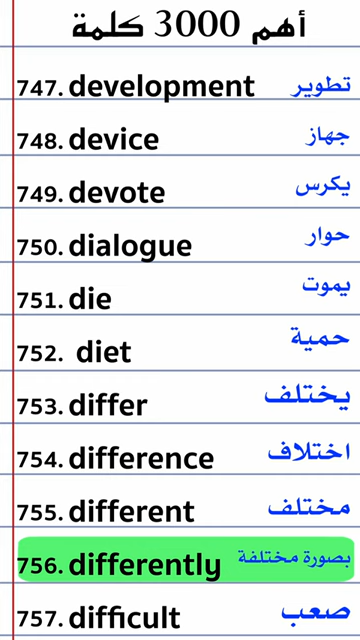 أهم 3000 كلمة
747. development تطوير
748. device جهاز
749. devote يكرس
750. dialogue حوار
751. die يموت
752. diet حمية
753. differ يختلف
754. difference اختلاف
755. different مختلف
756. differently بصورة مختلفة
757. difficult صعب